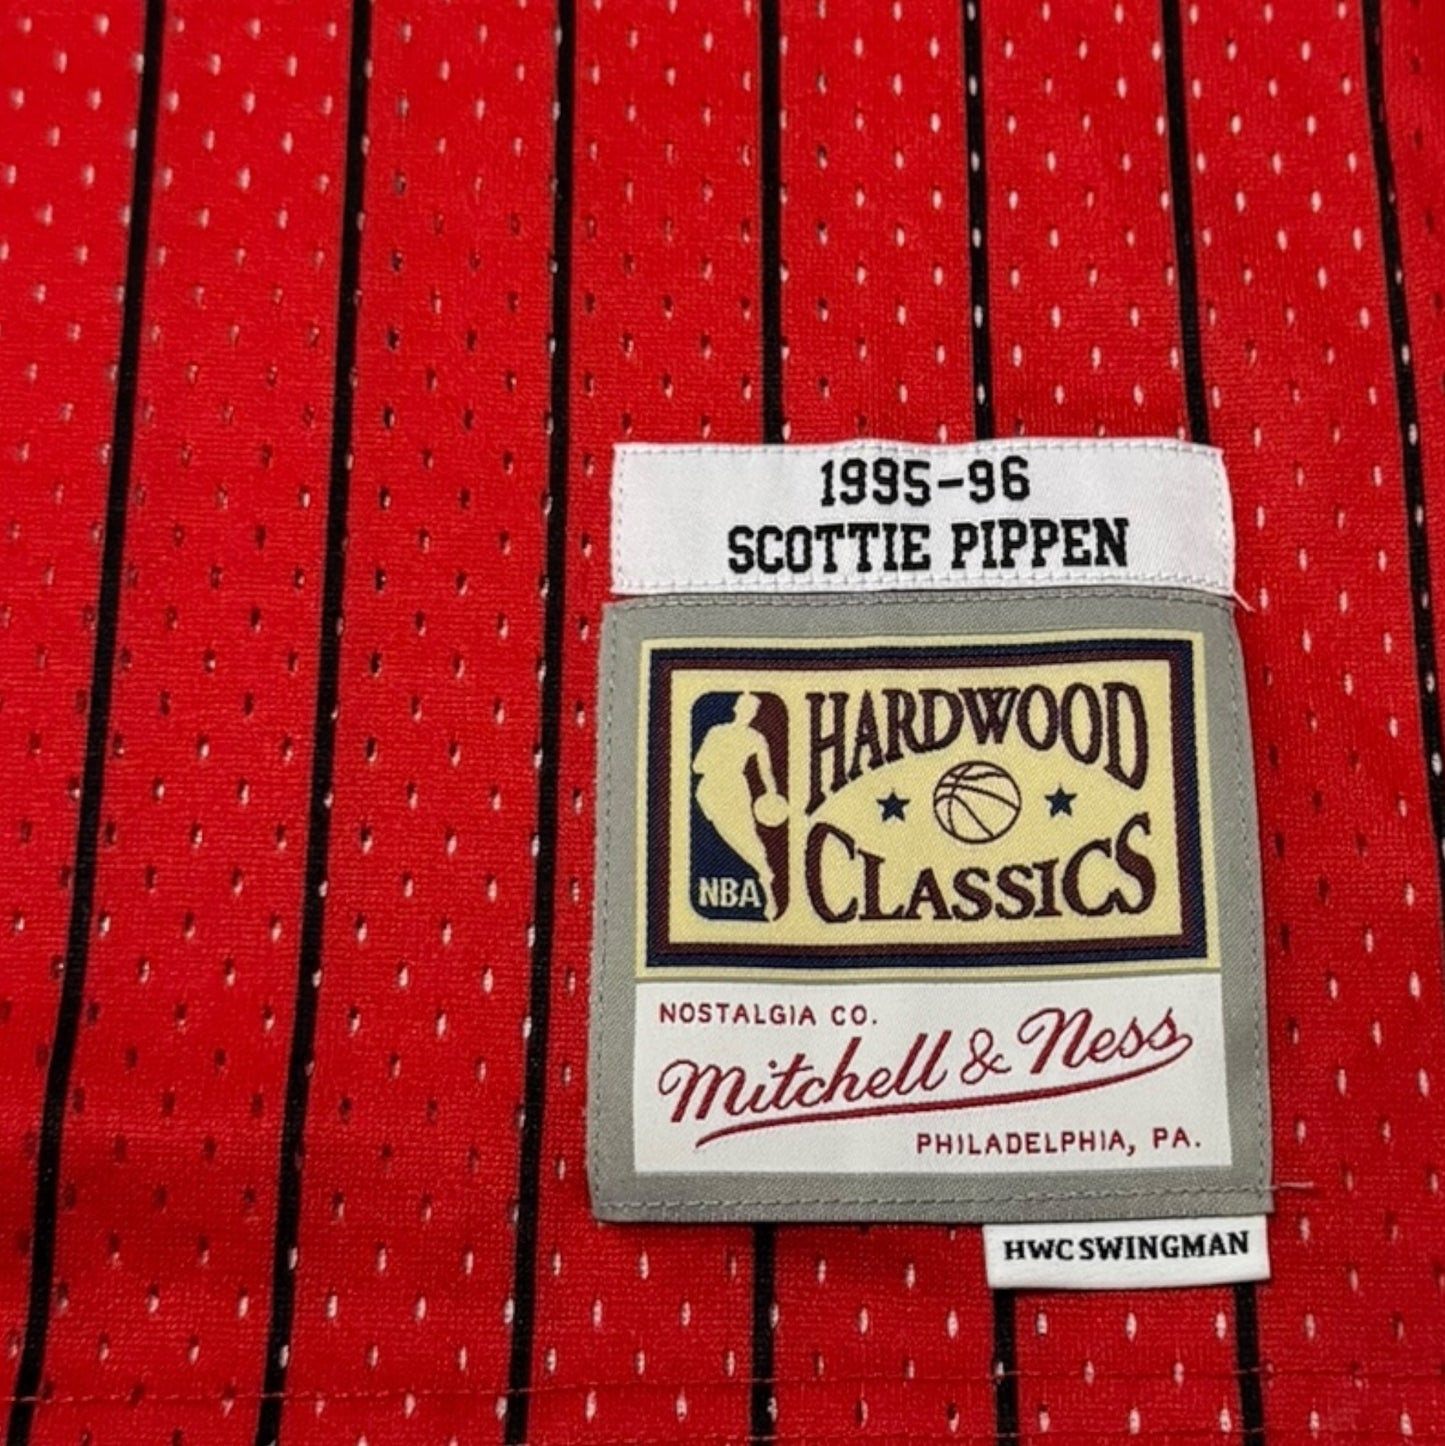 1995-96
SCOTTIE PIPPEN
HARDWOOD
CLASSICS
NBA
NOSTALGIA CO.
Mitchell & Ness
PHILADELPHIA, PA.
HWC SWINGMAN